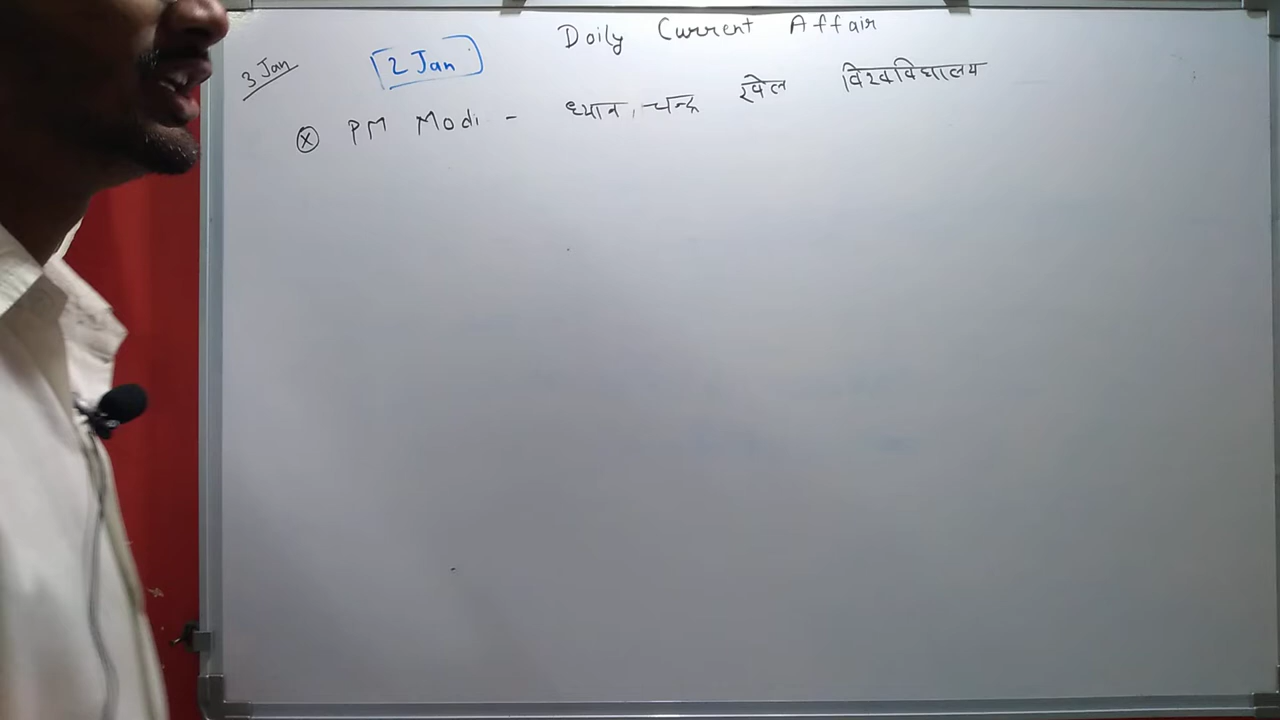 Daily Current Affair
3 Jan
2 Jan
PM Modi - ध्यान, चन्द्र खेल विश्वविद्यालय